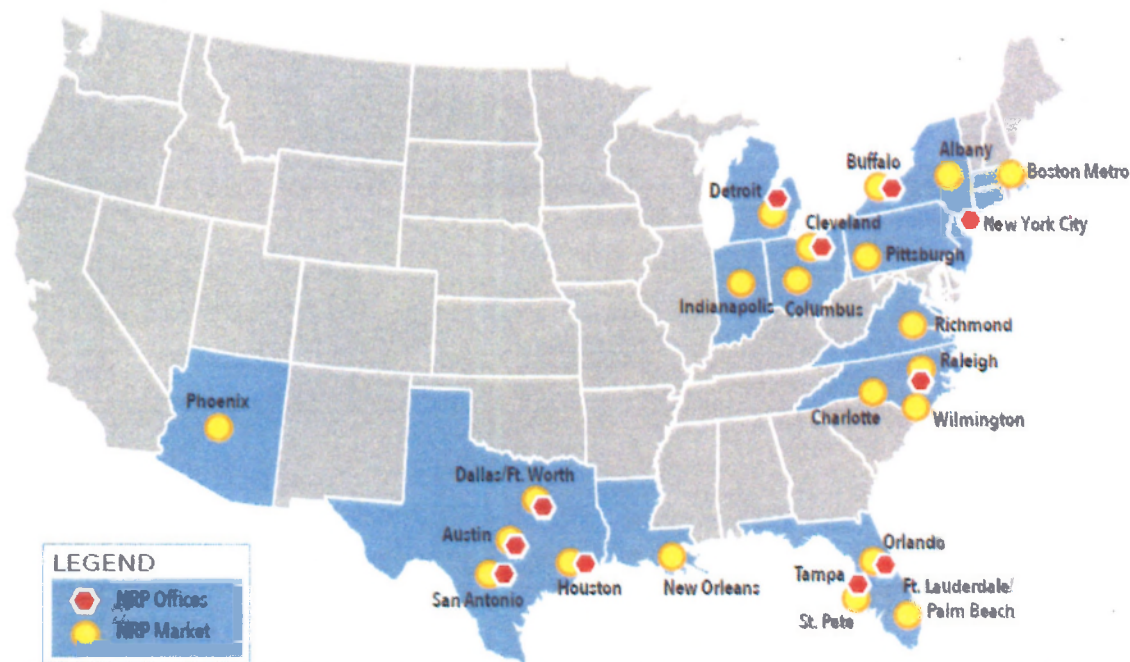 Albany
Buffalo
Boston Metro
Detroit
Cleveland
New York City
Pittsburgh
Indianapolis
Columbus
Richmond
Raleigh
Phoenix
Charlotte
Wilmington
Dallas/Ft. Worth
Austin
Orlando
LEGEND
Tampa
Ft. Lauderdale/
Houston
New Orleans
San Antonio
NRP Offices
Palm Beach
St. Pete
NRP Market